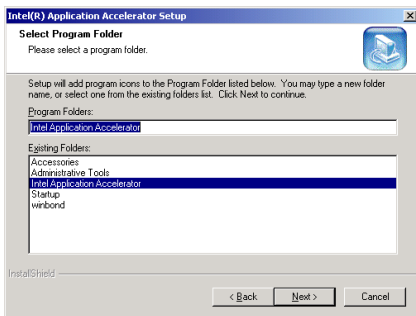 Intel(R) Application Accelerator Setup
Select Program Folder
Please select a program folder.
Setup will add program icons to the Program Folder listed below. You may type a new folder
name, or select one from the existing folders list. Click Next to continue.
Program Folders:
Intel Application Accelerator
Existing Folders:
Accessories
Administrative Tools
Intel Application Accelerator
Startup
winbond
InstallShield
< Back
Next >
Cancel